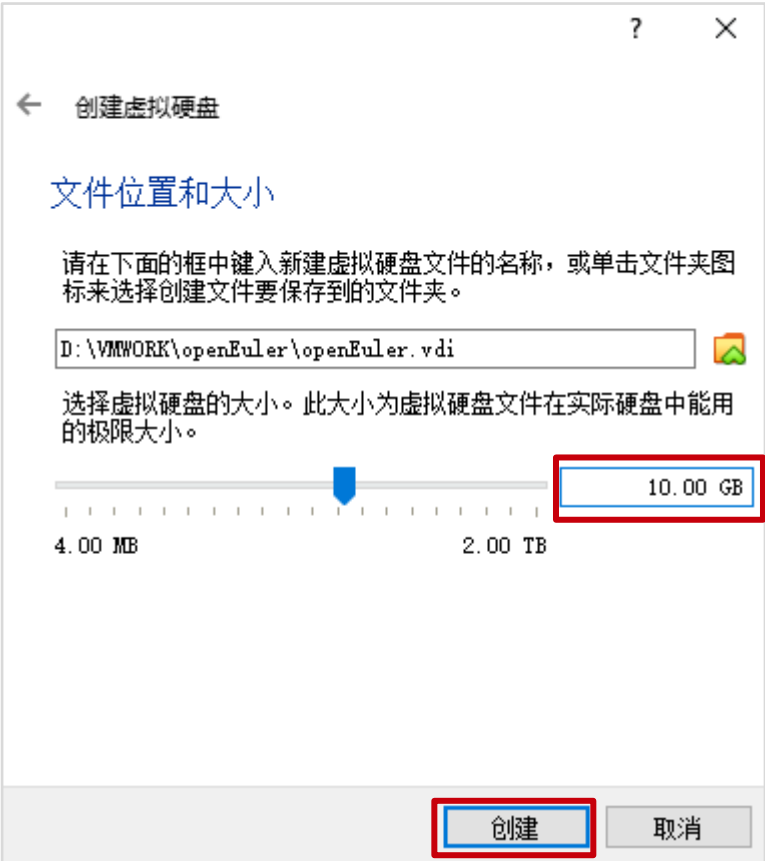 ?
创建虚拟硬盘
文件位置和大小
请在下面的框中键入新建虚拟硬盘文件的名称，或单击文件夹图
标来选择创建文件要保存到的文件夹。
D:\VMWORK\openEuler\openEuler.vdi
选择虚拟硬盘的大小。此大小为虚拟硬盘文件在实际硬盘中能用
的极限大小。
10.00 GB
4.00 MB 2.00 TB
创建 取消